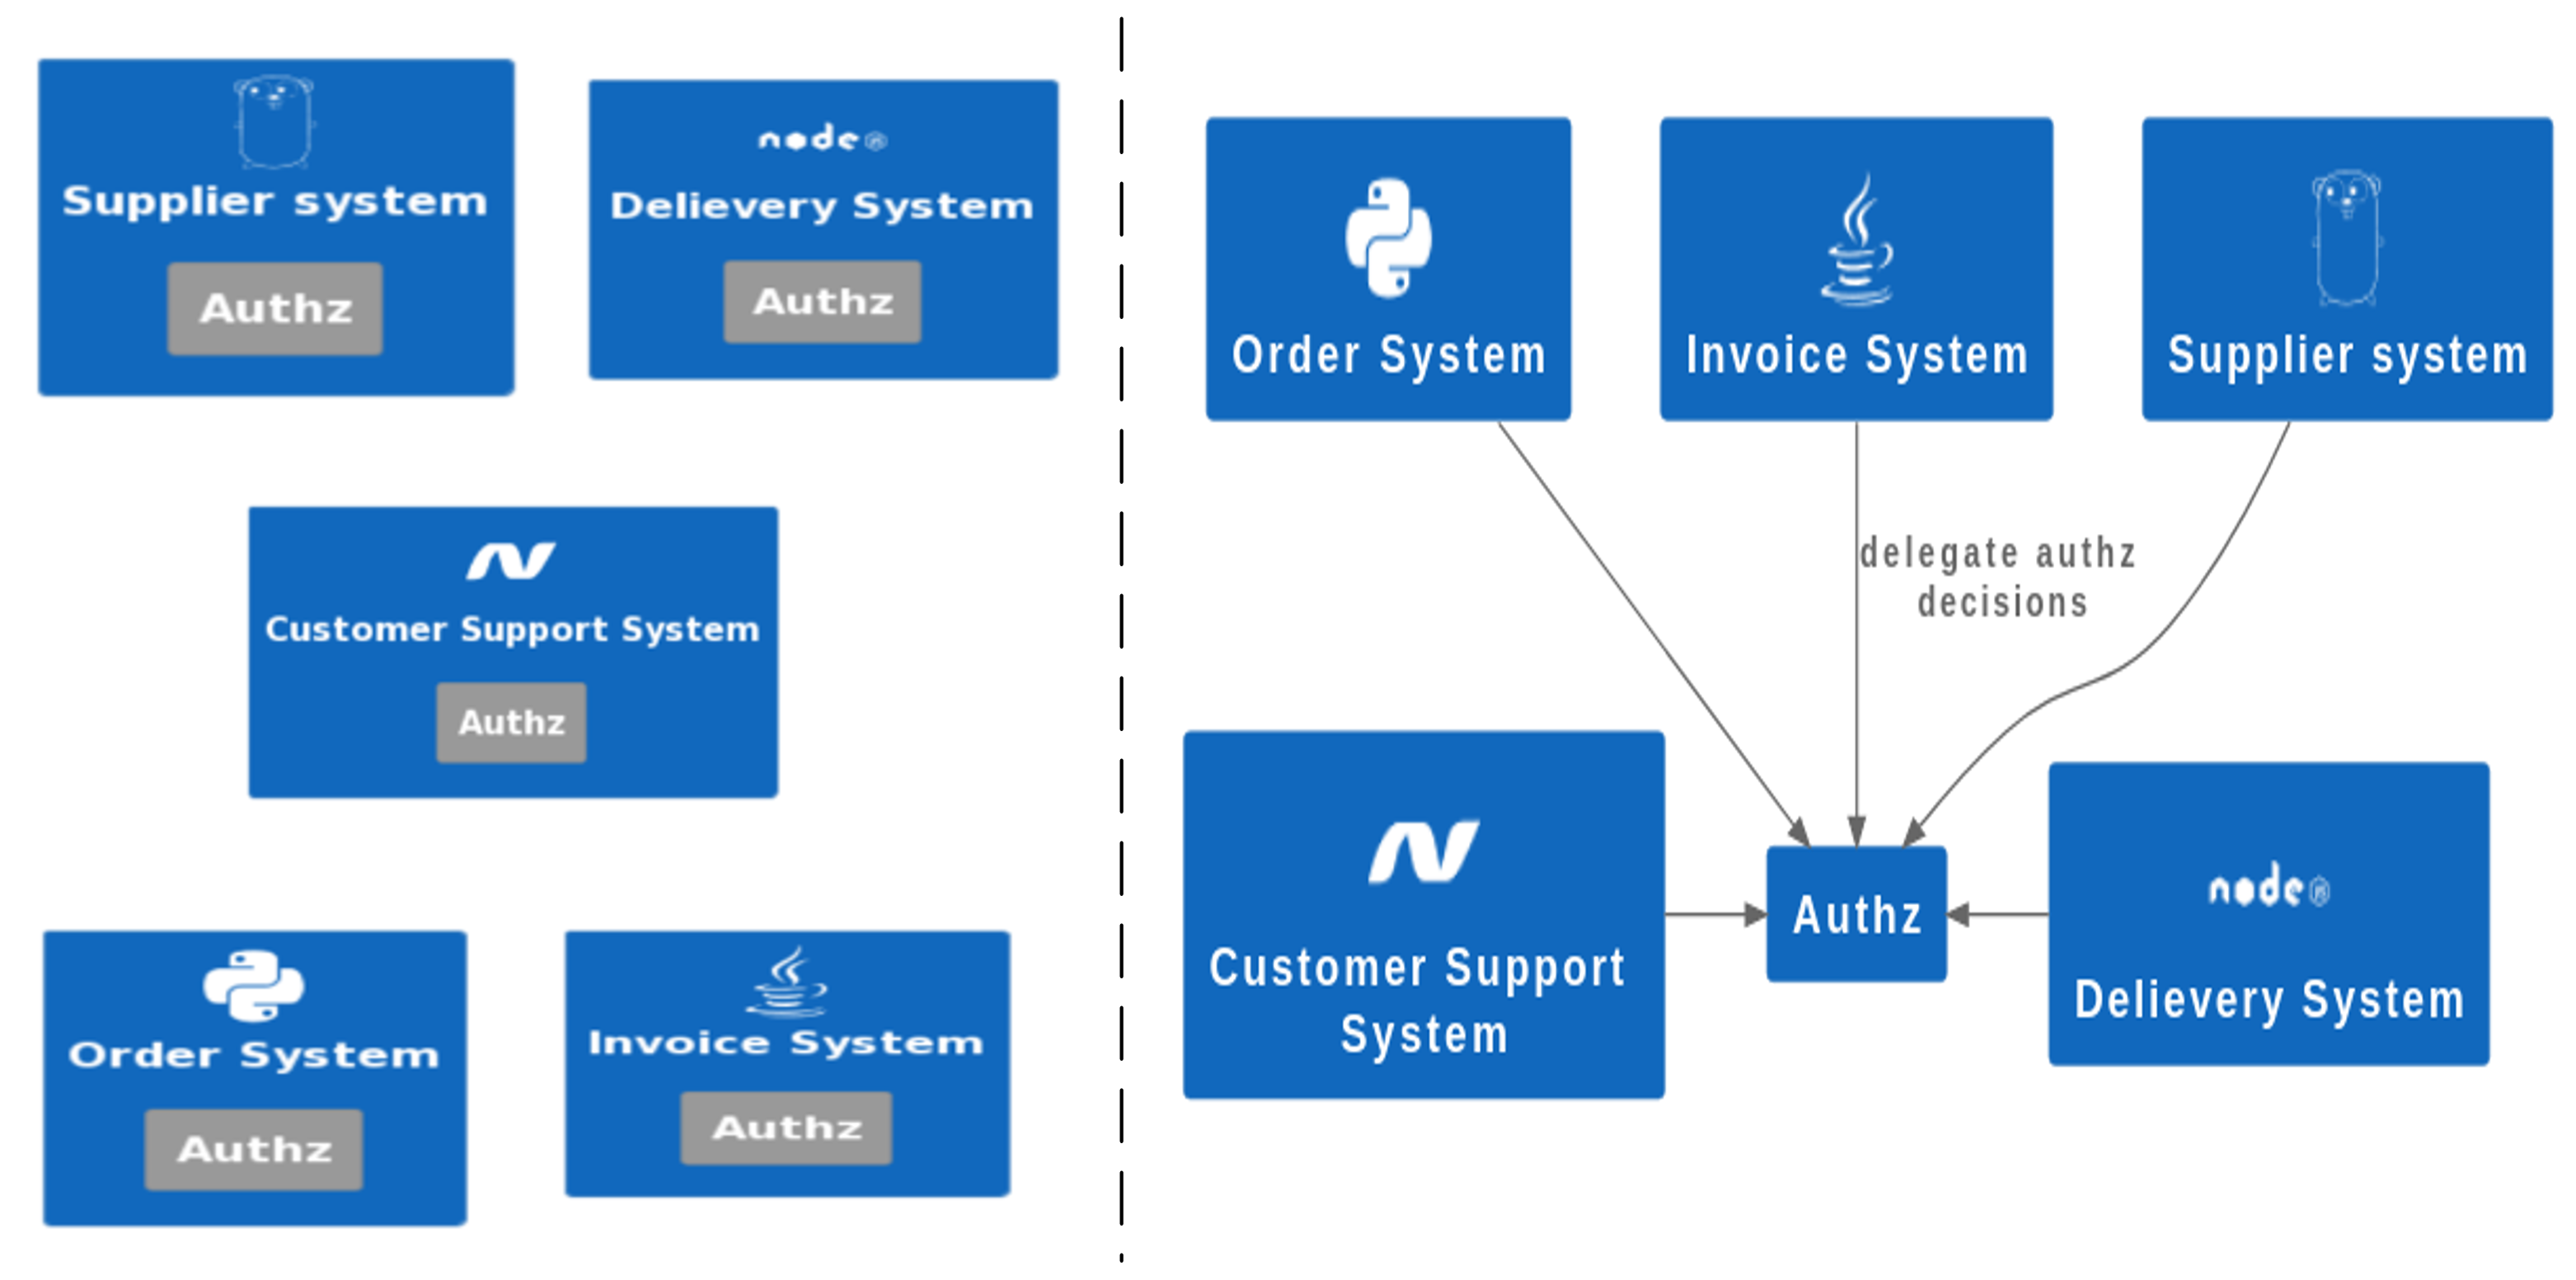 Supplier system
Authz
node
Delievery System
Authz
Customer Support System
Authz
Order System
Authz
Invoice System
Authz
Order System
Invoice System
Supplier system
delegate authz
decisions
Customer Support
System
Authz
node
Delievery System